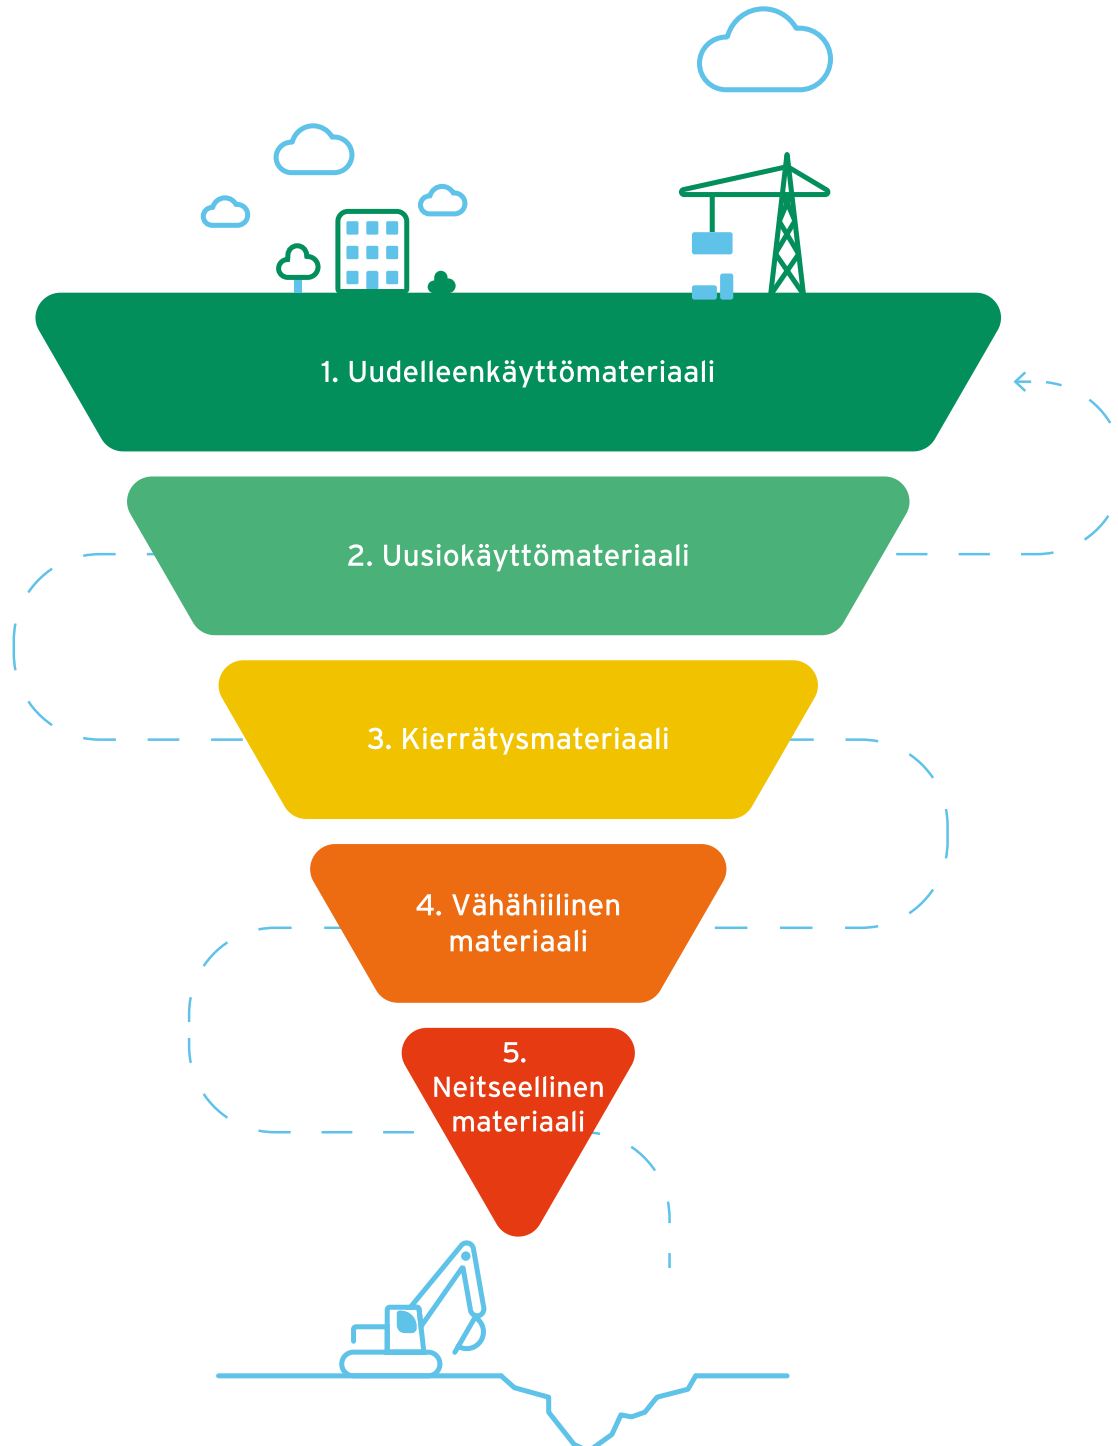 1. Uudelleenkäyttömateriaali
2. Uusiokäyttömateriaali
3. Kierrätysmateriaali
4. Vähähiilinen
materiaali
5.
Neitseellinen
materiaali